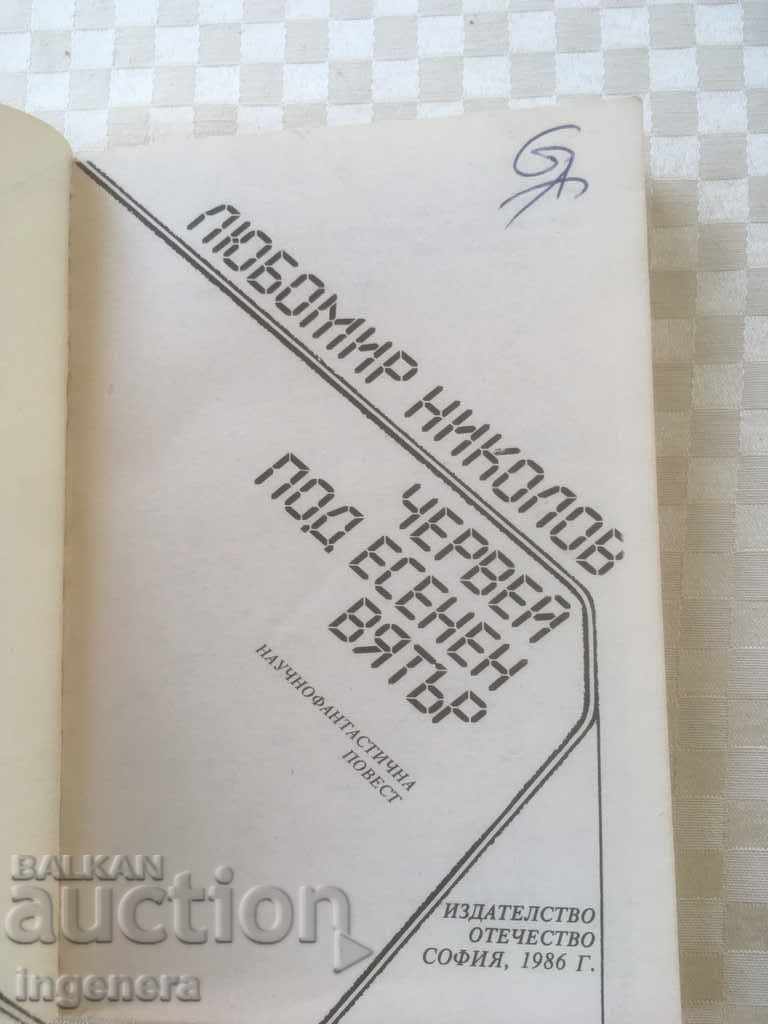 ЛЮБОМИР НИКОЛОВ
ЧЕРВЕЙ
ПОД ЕСЕНЕН
ВЯТЪР
НАУЧНОФАНТАСТИЧНА
ПОВЕСТ
ИЗДАТЕЛСТВО
ОТЕЧЕСТВО
СОФИЯ, 1986 Г.
BALKAN
auction
ingenera